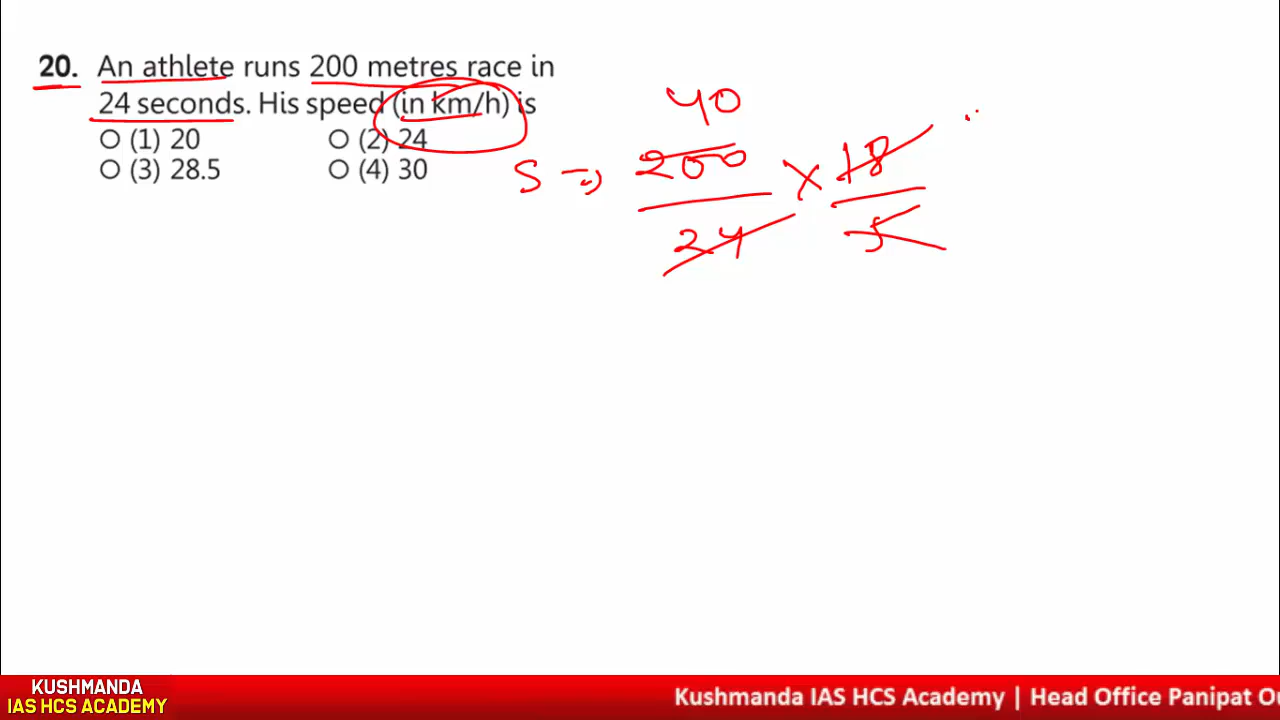 20. An athlete runs 200 metres race in
24 seconds. His speed (in km/h) is
(1) 20 (2) 24
(3) 28.5 (4) 30
40
S => 200 × 18
24 5
KUSHMANDA
IAS HCS ACADEMY
Kushmanda IAS HCS Academy | Head Office Panipat